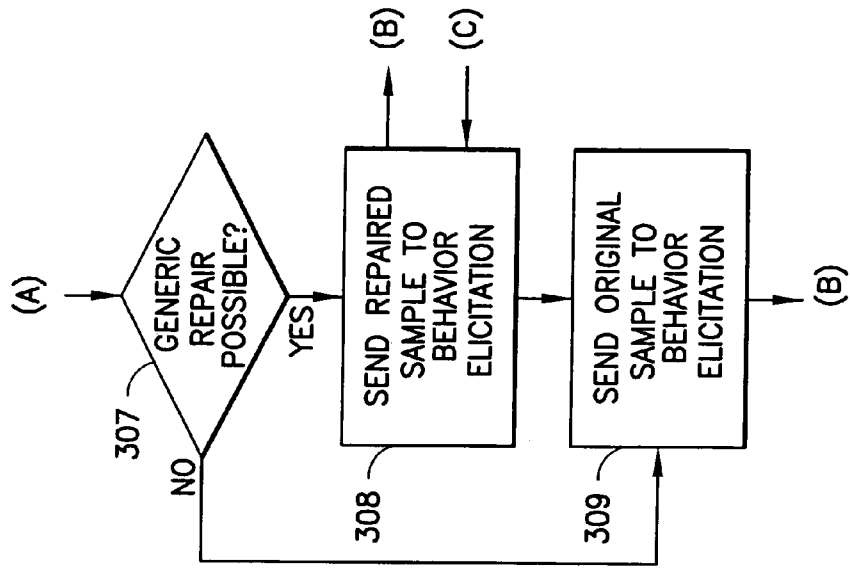 (A)
307
GENERIC
REPAIR
POSSIBLE?
NO
YES
308
SEND REPAIRED
SAMPLE TO
BEHAVIOR
ELICITATION
(B)
(C)
309
SEND ORIGINAL
SAMPLE TO
BEHAVIOR
ELICITATION
(B)